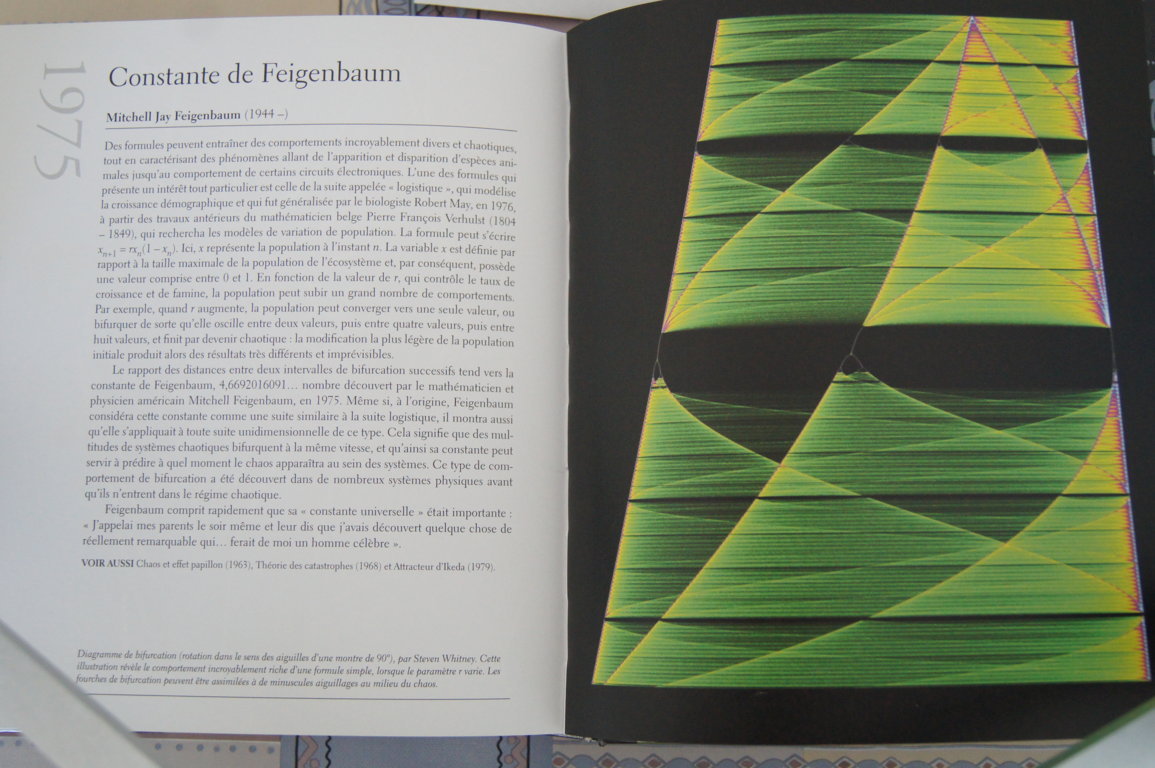 1975
Constante de Feigenbaum
Mitchell Jay Feigenbaum (1944 –)
Des formules peuvent entraîner des comportements incroyablement divers et chaotiques,
tout en caractérisant des phénomènes allant de l'apparition et disparition d'espèces ani-
males jusqu'au comportement de certains circuits électroniques. L'une des formules qui
présente un intérêt tout particulier est celle de la suite appelée « logistique », qui modélise
la croissance démographique et qui fut généralisée par le biologiste Robert May, en 1976,
à partir des travaux antérieurs du mathématicien belge Pierre François Verhulst (1804
– 1849), qui rechercha les modèles de variation de population. La formule peut s'écrire
xn+1 = rxn(1 – xn). Ici, x représente la population à l'instant n. La variable x est définie par
rapport à la taille maximale de la population de l'écosystème et, par conséquent, possède
une valeur comprise entre 0 et 1. En fonction de la valeur de r, qui contrôle le taux de
croissance et de famine, la population peut subir un grand nombre de comportements.
Par exemple, quand r augmente, la population peut converger vers une seule valeur, ou
bifurquer de sorte qu'elle oscille entre deux valeurs, puis entre quatre valeurs, puis entre
huit valeurs, et finit par devenir chaotique : la modification la plus légère de la population
initiale produit alors des résultats très différents et imprévisibles.
Le rapport des distances entre deux intervalles de bifurcation successifs tend vers la
constante de Feigenbaum, 4,6692016091… nombre découvert par le mathématicien et
physicien américain Mitchell Feigenbaum, en 1975. Même si, à l'origine, Feigenbaum
considéra cette constante comme une suite similaire à la suite logistique, il montra aussi
qu'elle s'appliquait à toute suite unidimensionnelle de ce type. Cela signifie que des mul-
titudes de systèmes chaotiques bifurquent à la même vitesse, et qu'ainsi sa constante peut
servir à prédire à quel moment le chaos apparaîtra au sein des systèmes. Ce type de com-
portement de bifurcation a été découvert dans de nombreux systèmes physiques avant
qu'ils n'entrent dans le régime chaotique.
Feigenbaum comprit rapidement que sa « constante universelle » était importante :
« J'appelai mes parents le soir même et leur dis que j'avais découvert quelque chose de
réellement remarquable qui… ferait de moi un homme célèbre ».
VOIR AUSSI Chaos et effet papillon (1963), Théorie des catastrophes (1968) et Attracteur d'Ikeda (1979).
Diagramme de bifurcation (rotation dans le sens des aiguilles d'une montre de 90°), par Steven Whitney. Cette
illustration révèle le comportement incroyablement riche d'une formule simple, lorsque le paramètre r varie. Les
fourches de bifurcation peuvent être assimilées à de minuscules aiguillages au milieu du chaos.